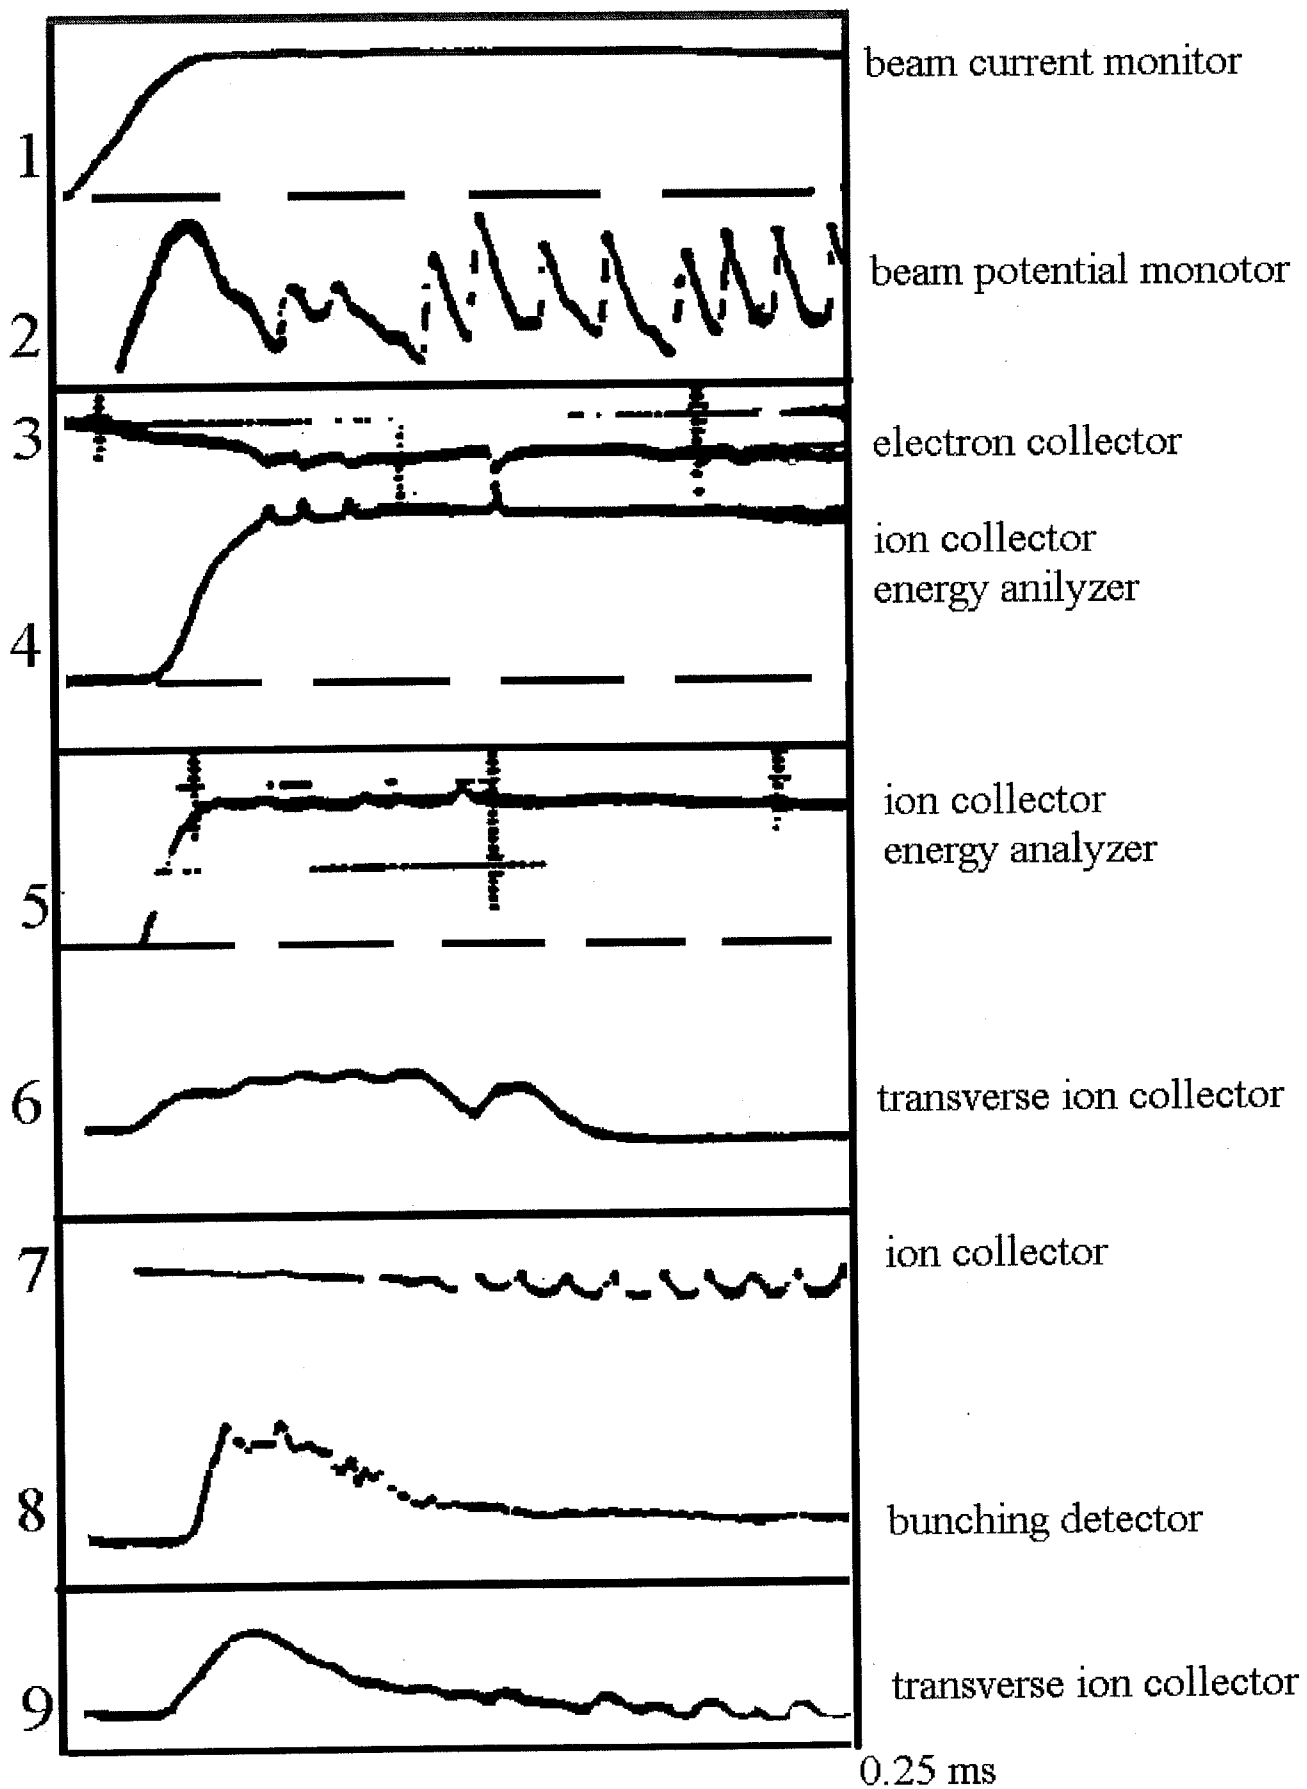 1 beam current monitor
2 beam potential monotor
3 electron collector
ion collector
energy anilyzer
4
ion collector
energy analyzer
5
6 transverse ion collector
7 ion collector
8 bunching detector
9 transverse ion collector
0.25 ms